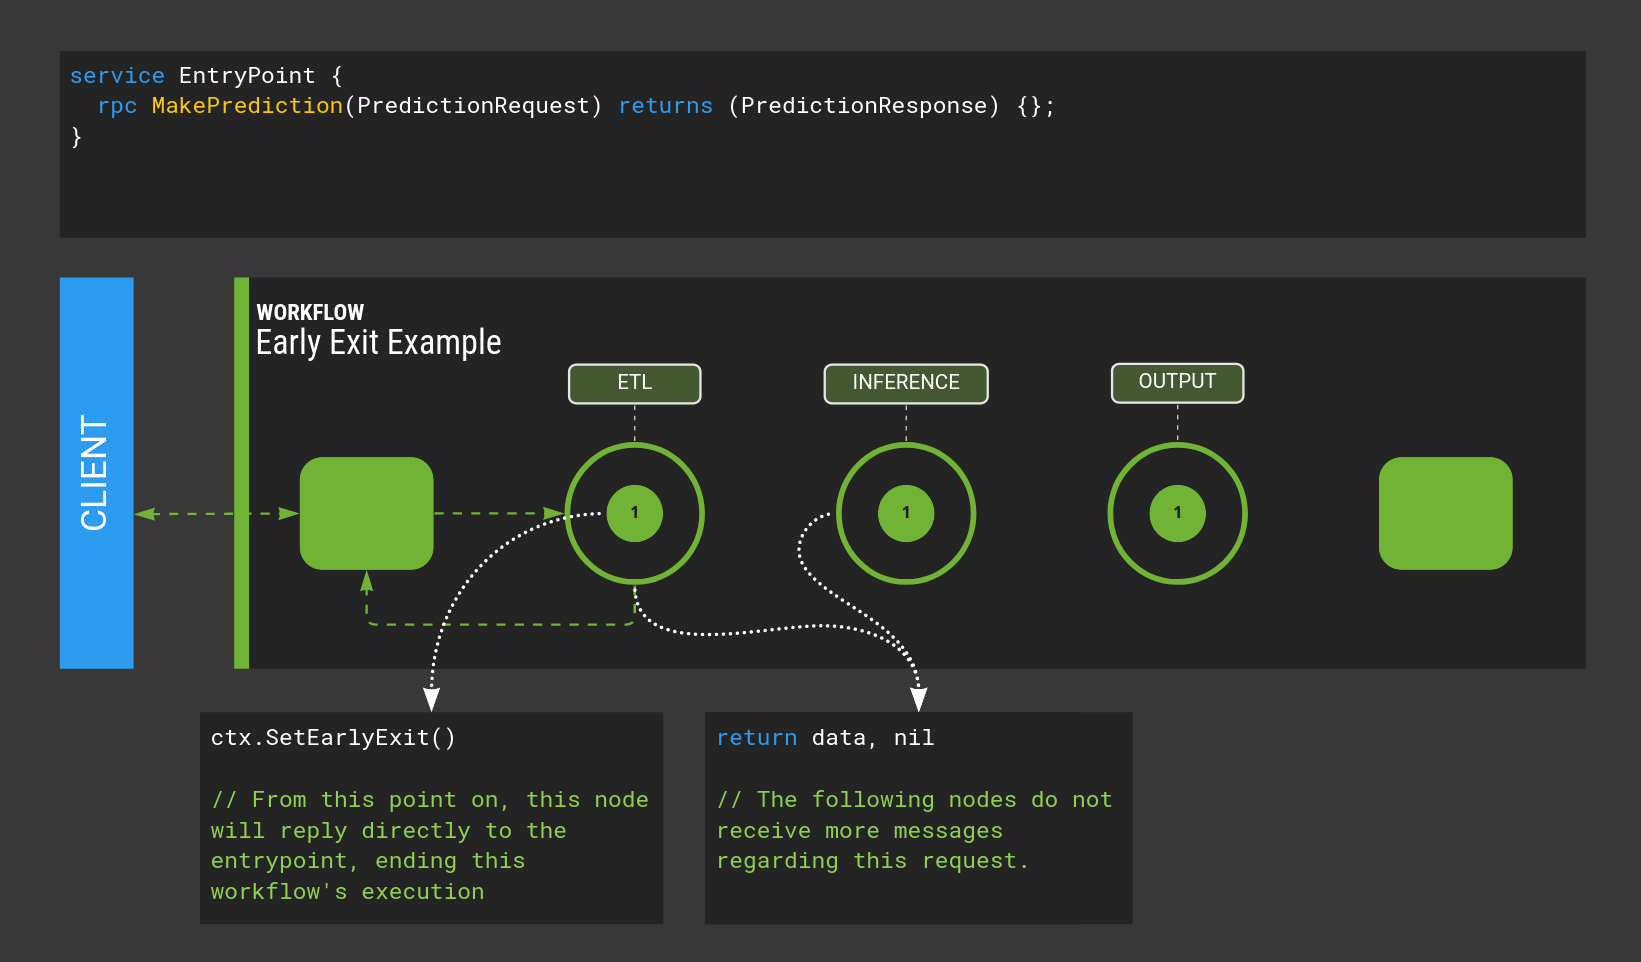 service EntryPoint {
  rpc MakePrediction(PredictionRequest) returns (PredictionResponse) {};
}
CLIENT
WORKFLOW
Early Exit Example
ETL
INFERENCE
OUTPUT
1
1
1
ctx.SetEarlyExit()
// From this point on, this node
will reply directly to the
entrypoint, ending this
workflow's execution
return data, nil
// The following nodes do not
receive more messages
regarding this request.